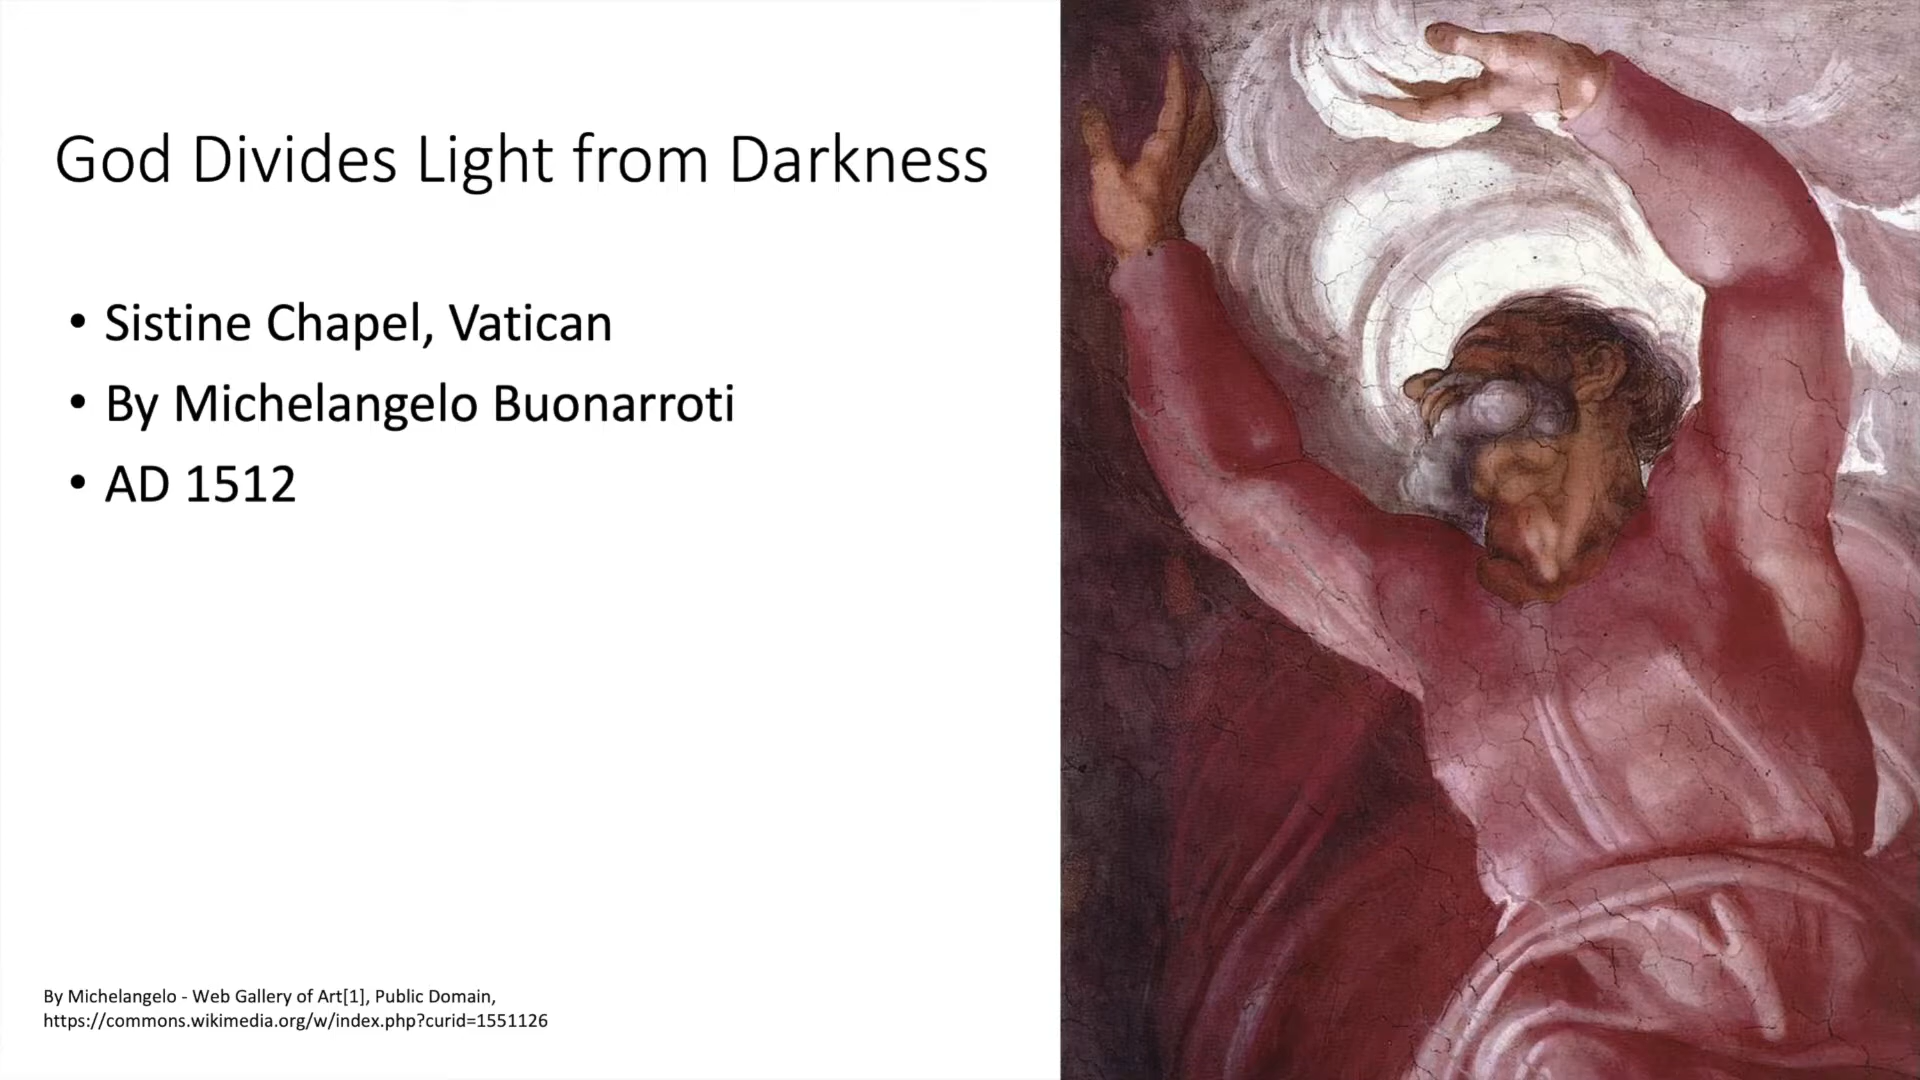 God Divides Light from Darkness
• Sistine Chapel, Vatican
• By Michelangelo Buonarroti
• AD 1512
By Michelangelo - Web Gallery of Art[1], Public Domain,
https://commons.wikimedia.org/w/index.php?curid=1551126